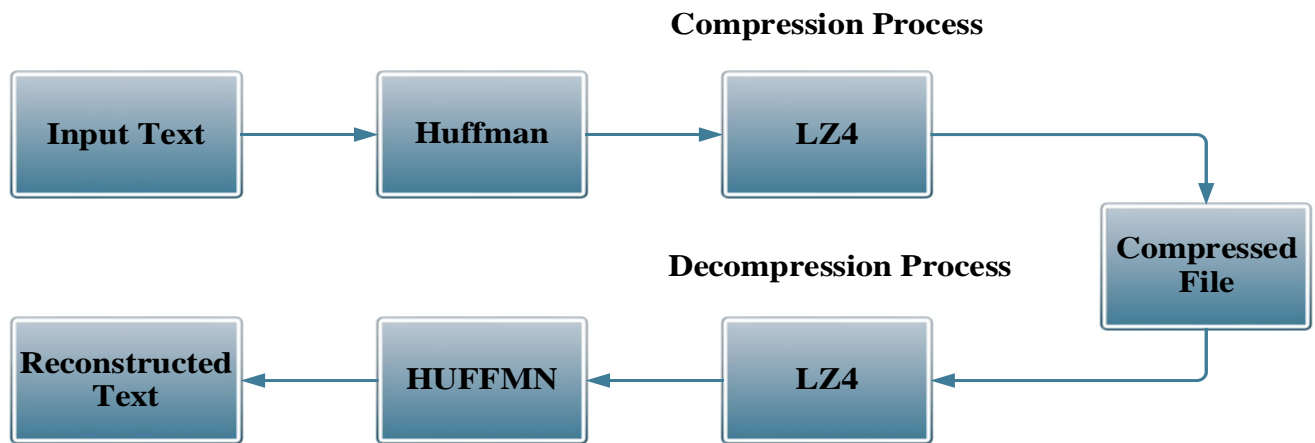 Compression Process
Input Text
Huffman
LZ4
Compressed
File
Decompression Process
Reconstructed
Text
HUFFMN
LZ4